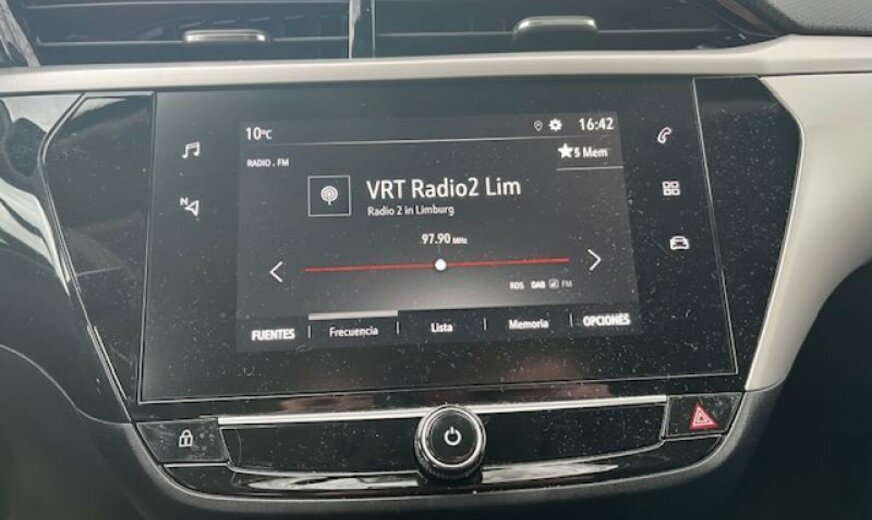 10°C
16:42
RADIO . FM
5 Mem
VRT Radio2 Lim
Radio 2 in Limburg
97.90 MHz
RDS DAB FM
FUENTES Frecuencia Lista Memoria OPCIONES
N